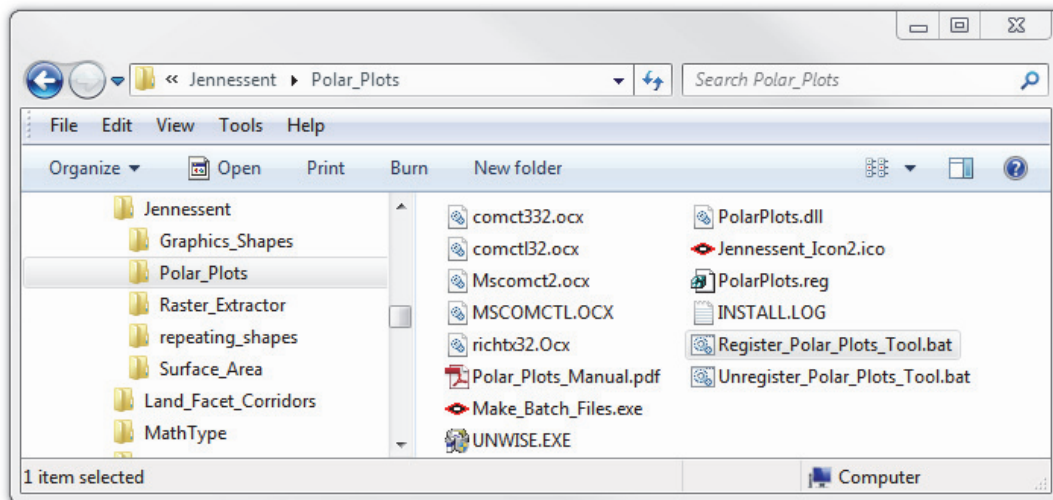 « Jennessent Polar_Plots
Search Polar_Plots
File Edit View Tools Help
Organize Open Print Burn New folder
Jennessent
Graphics_Shapes
Polar_Plots
Raster_Extractor
repeating_shapes
Surface_Area
Land_Facet_Corridors
MathType
comct332.ocx
comctl32.ocx
Mscomct2.ocx
MSCOMCTL.OCX
richtx32.Ocx
Polar_Plots_Manual.pdf
Make_Batch_Files.exe
UNWISE.EXE
PolarPlots.dll
Jennessent_Icon2.ico
PolarPlots.reg
INSTALL.LOG
Register_Polar_Plots_Tool.bat
Unregister_Polar_Plots_Tool.bat
1 item selected
Computer